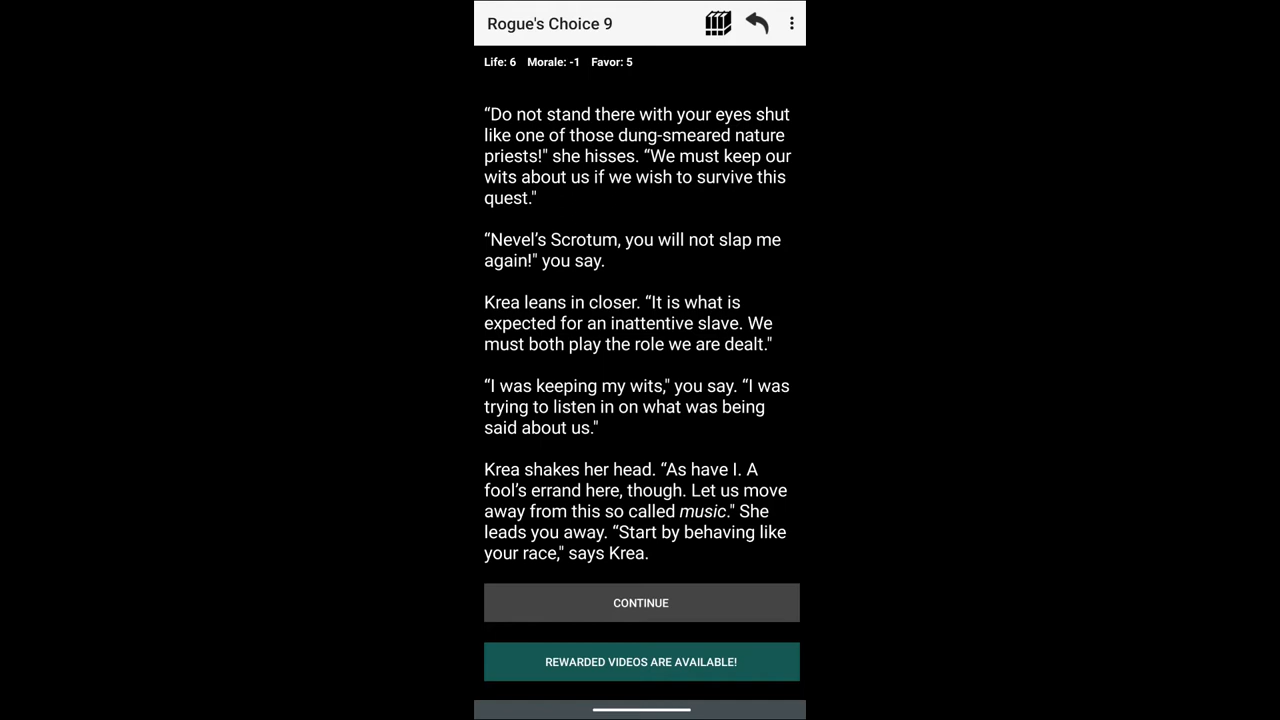 Rogue's Choice 9
Life: 6 Morale: -1 Favor: 5
“Do not stand there with your eyes shut
like one of those dung-smeared nature
priests!" she hisses. “We must keep our
wits about us if we wish to survive this
quest."
“Nevel’s Scrotum, you will not slap me
again!" you say.
Krea leans in closer. “It is what is
expected for an inattentive slave. We
must both play the role we are dealt."
“I was keeping my wits," you say. “I was
trying to listen in on what was being
said about us."
Krea shakes her head. “As have I. A
fool’s errand here, though. Let us move
away from this so called music." She
leads you away. “Start by behaving like
your race," says Krea.
CONTINUE
REWARDED VIDEOS ARE AVAILABLE!